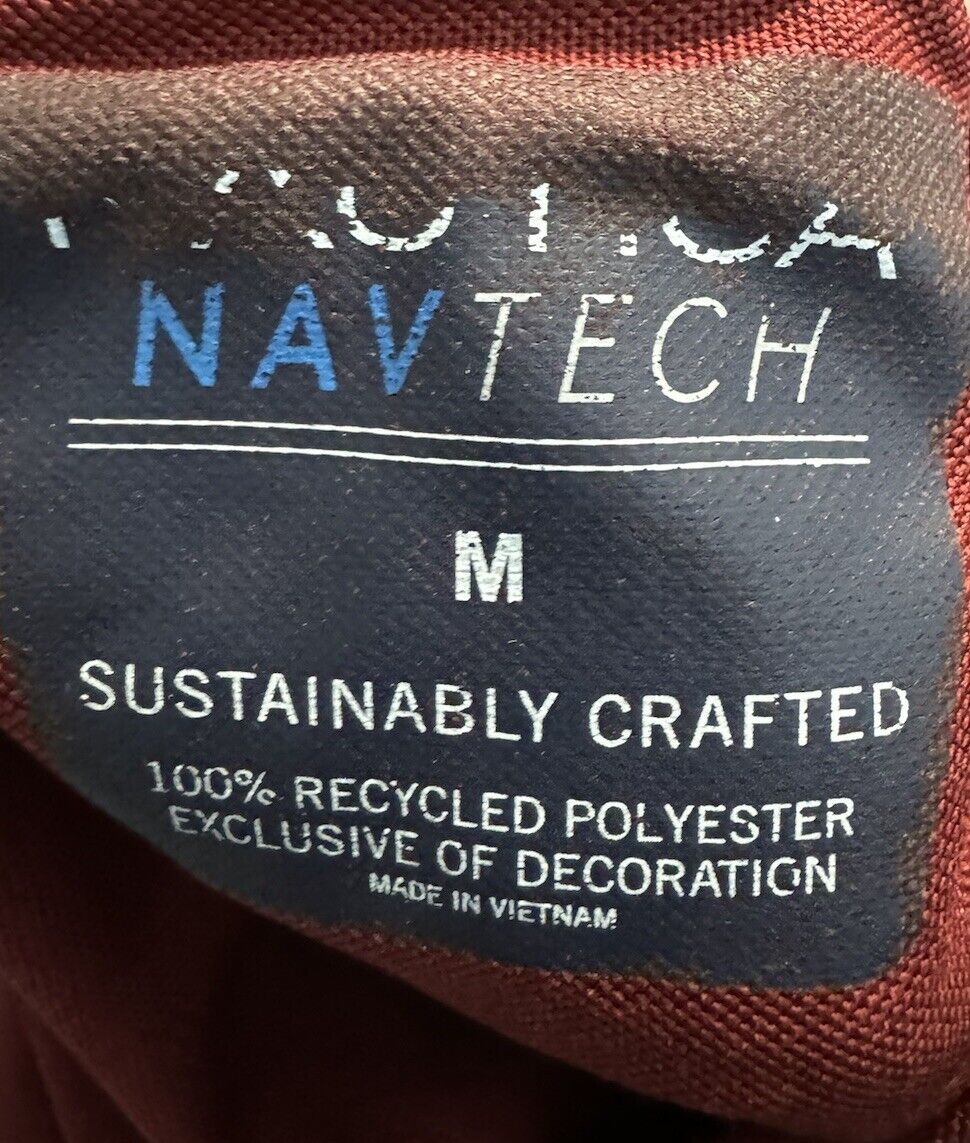 NAVTECH
M
SUSTAINABLY CRAFTED
100% RECYCLED POLYESTER
EXCLUSIVE OF DECORATION
MADE IN VIETNAM